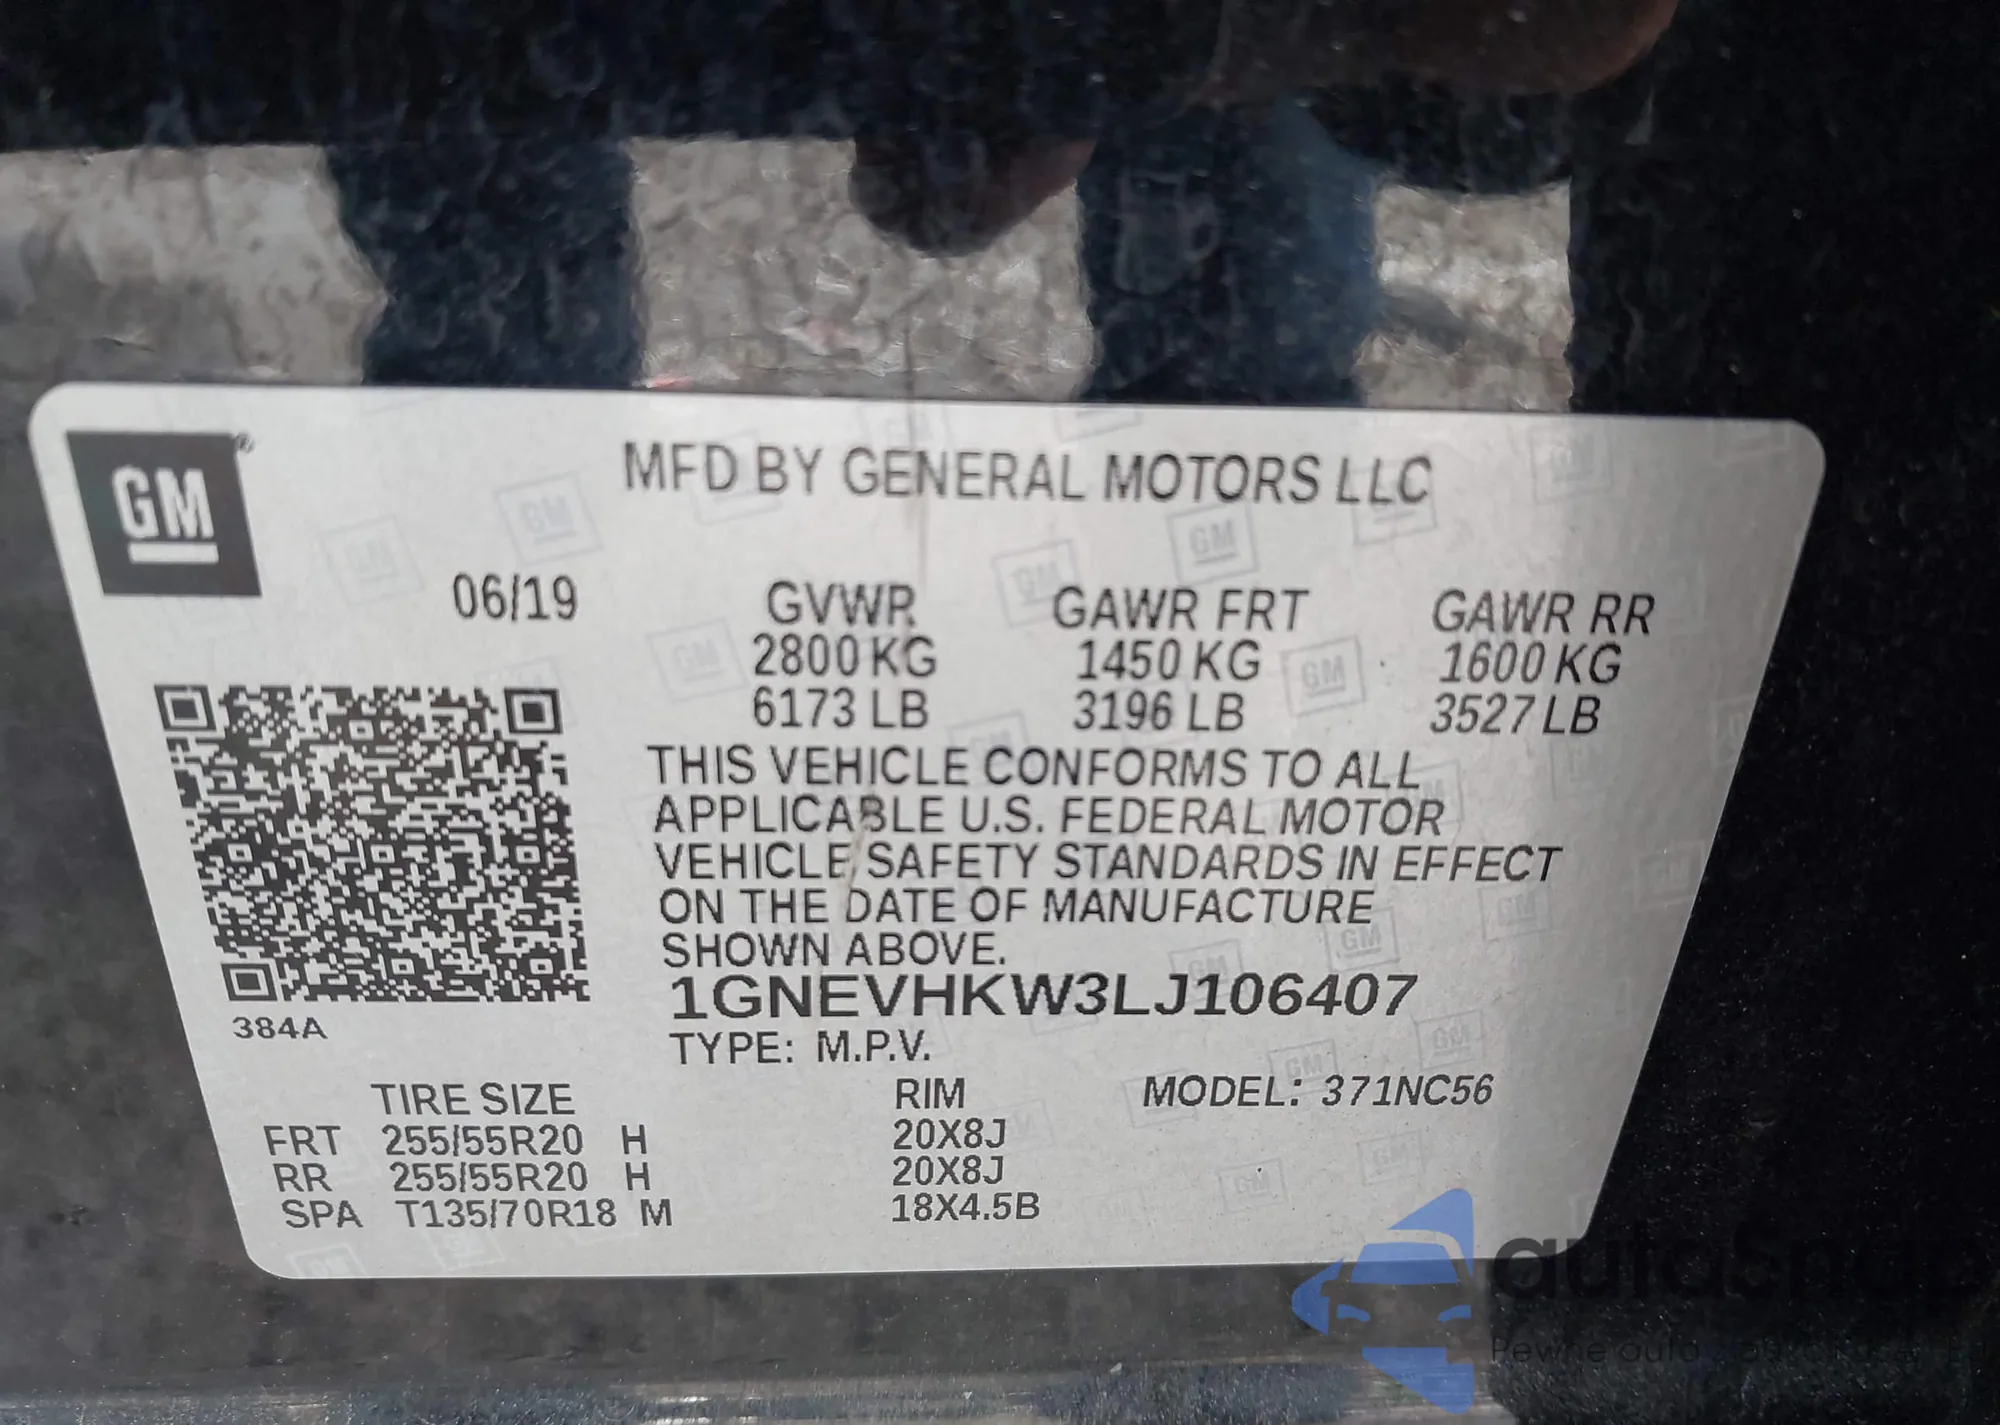 GM ®
MFD BY GENERAL MOTORS LLC
06/19 GVWR GAWR FRT GAWR RR
2800 KG 1450 KG 1600 KG
6173 LB 3196 LB 3527 LB
THIS VEHICLE CONFORMS TO ALL
APPLICABLE U.S. FEDERAL MOTOR
VEHICLE SAFETY STANDARDS IN EFFECT
ON THE DATE OF MANUFACTURE
SHOWN ABOVE.
1GNEVHKW3LJ106407
384A
TYPE: M.P.V.
TIRE SIZE RIM MODEL: 371NC56
FRT 255/55R20 H 20X8J
RR 255/55R20 H 20X8J
SPA T135/70R18 M 18X4.5B
autoSnap
Pewne auto